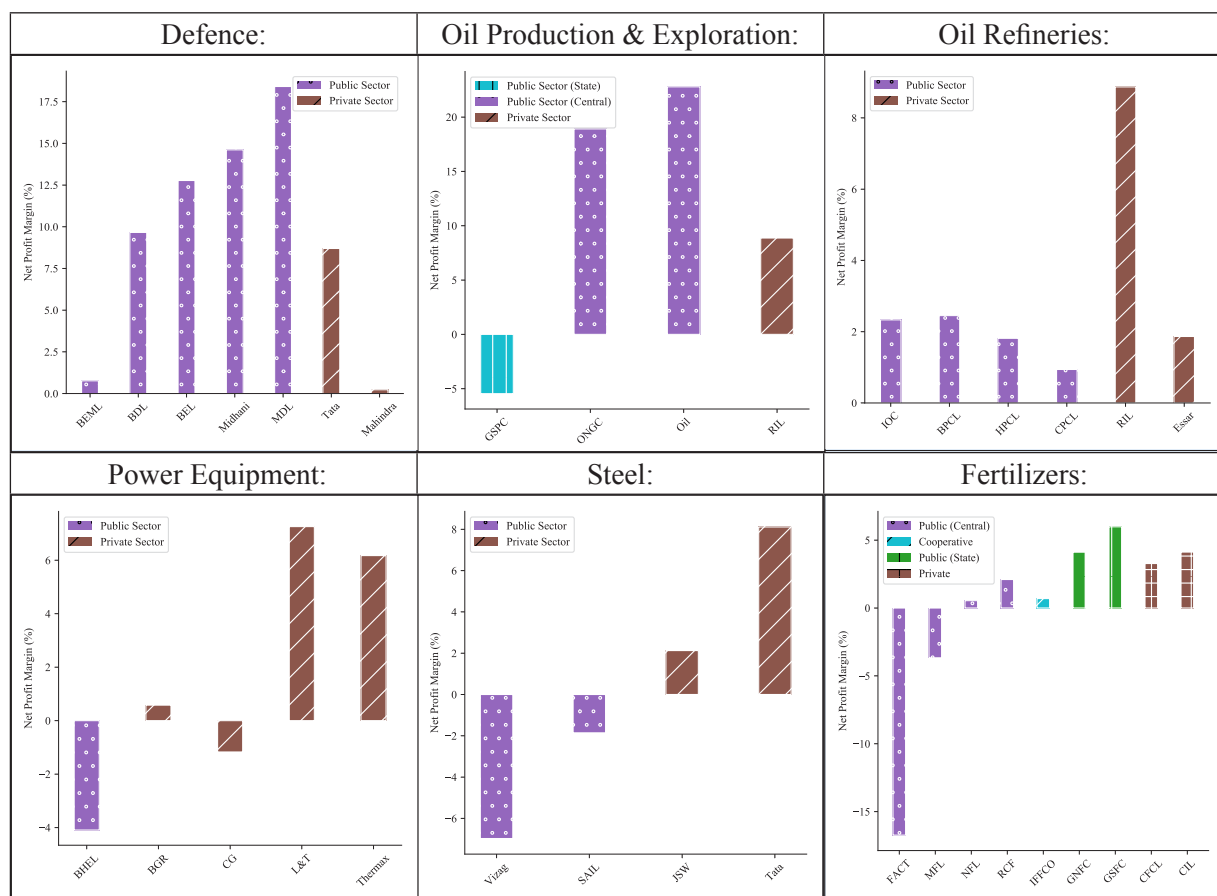 Defence:
Oil Production & Exploration:
Oil Refineries:
Net Profit Margin (%)
17.5
15.0
12.5
10.0
7.5
5.0
2.5
0.0
Public Sector
Private Sector
BEML
BDL
BEL
Midhani
MDL
Tata
Mahindra
Net Profit Margin (%)
20
15
10
5
0
−5
Public Sector (State)
Public Sector (Central)
Private Sector
GSPC
ONGC
Oil
RIL
Net Profit Margin (%)
8
6
4
2
0
Public Sector
Private Sector
IOC
BPCL
HPCL
CPCL
RIL
Essar
Power Equipment:
Steel:
Fertilizers:
Net Profit Margin (%)
6
4
2
0
−2
−4
Public Sector
Private Sector
BHEL
BGR
CG
L&T
Thermax
Net Profit Margin (%)
8
6
4
2
0
−2
−4
−6
Public Sector
Private Sector
Vizag
SAIL
JSW
Tata
Net Profit Margin (%)
5
0
−5
−10
−15
Public (Central)
Cooperative
Public (State)
Private
FACT
MFL
NFL
RCF
IFFCO
GNFC
GSFC
CFCL
CIL